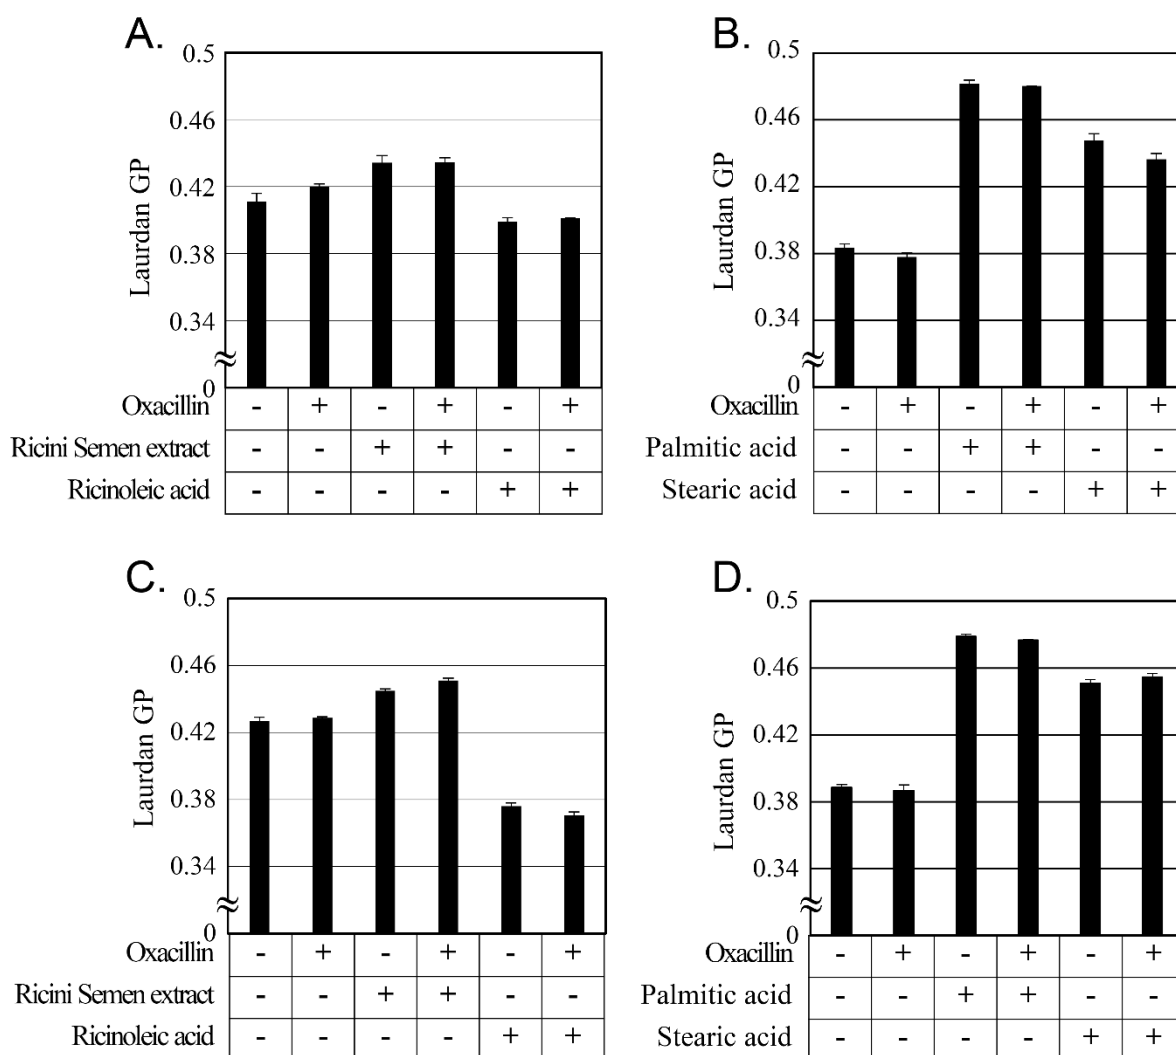 A.
Laurdan GP
0.5
0.46
0.42
0.38
0.34
≈
0
Oxacillin - + - + - +
Ricini Semen extract - - + + - -
Ricinoleic acid - - - - + +
B.
Laurdan GP
0.5
0.46
0.42
0.38
0.34
≈
0
Oxacillin - + - + - +
Palmitic acid - - + + - -
Stearic acid - - - - + +
C.
Laurdan GP
0.5
0.46
0.42
0.38
0.34
≈
0
Oxacillin - + - + - +
Ricini Semen extract - - + + - -
Ricinoleic acid - - - - + +
D.
Laurdan GP
0.5
0.46
0.42
0.38
0.34
≈
0
Oxacillin - + - + - +
Palmitic acid - - + + - -
Stearic acid - - - - + +